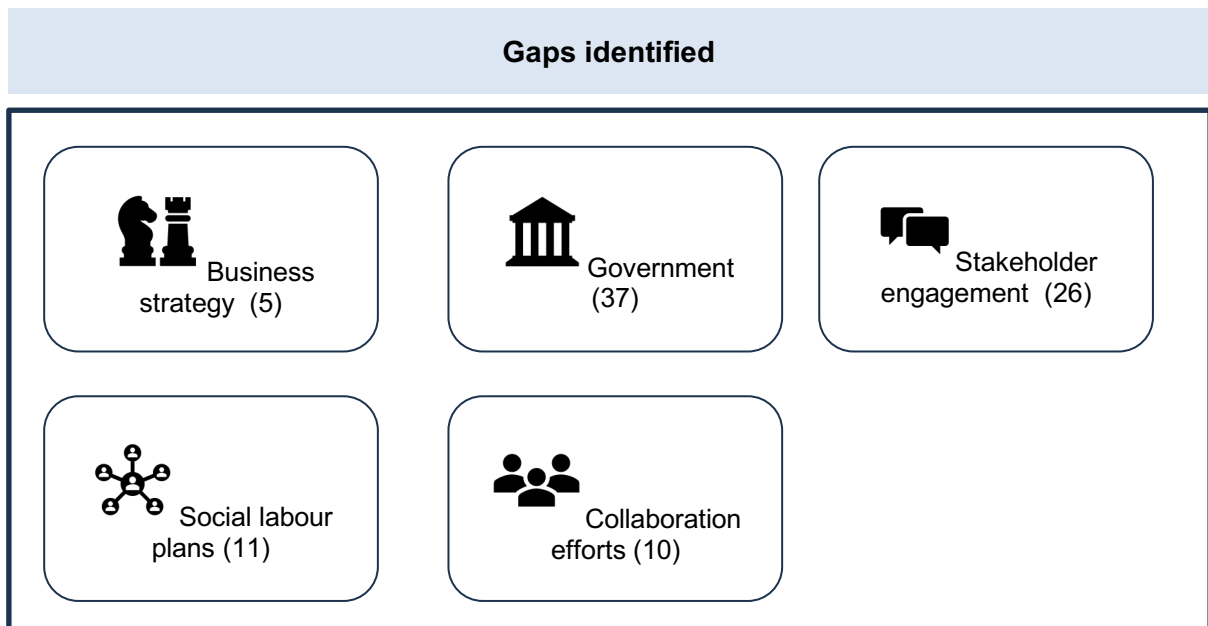 Gaps identified
Business
strategy (5)
Government
(37)
Stakeholder
engagement (26)
Social labour
plans (11)
Collaboration
efforts (10)